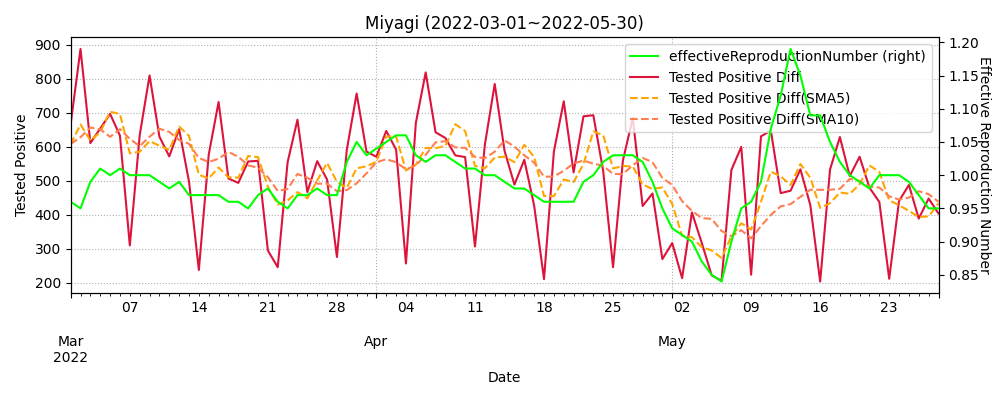 Miyagi (2022-03-01~2022-05-30)
effectiveReproductionNumber (right)
Tested Positive Diff
Tested Positive Diff(SMA5)
Tested Positive Diff(SMA10)
Tested Positive
900
800
700
600
500
400
300
200
1.20
1.15
1.10
1.05
1.00
0.95
0.90
0.85
Effective Reproduction Number
07
14
21
28
04
11
18
25
02
09
16
23
Mar
2022
Apr
May
Date